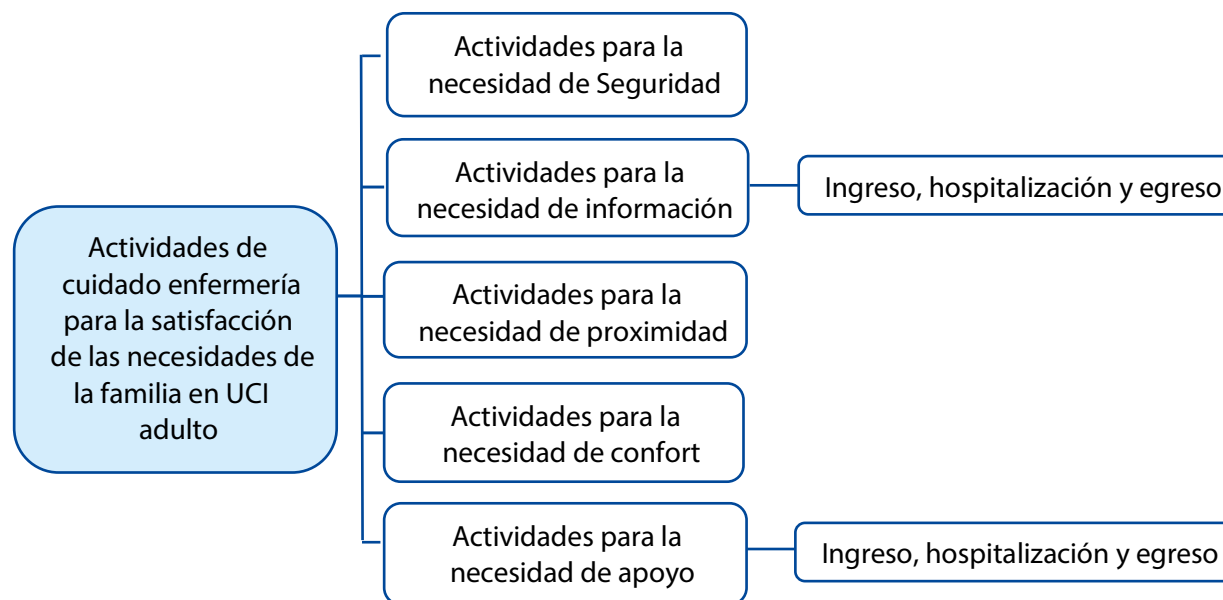 Actividades de
cuidado enfermería
para la satisfacción
de las necesidades de
la familia en UCI
adulto
Actividades para la
necesidad de Seguridad
Actividades para la
necesidad de información
Ingreso, hospitalización y egreso
Actividades para la
necesidad de proximidad
Actividades para la
necesidad de confort
Actividades para la
necesidad de apoyo
Ingreso, hospitalización y egreso